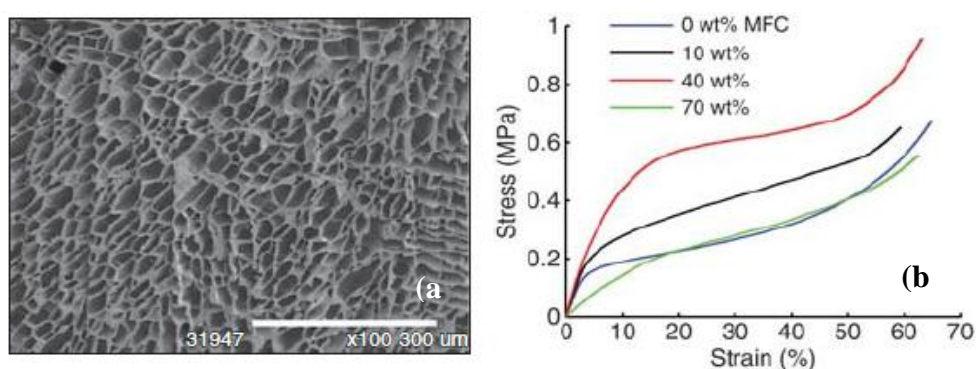 (a)
31947 x100 300 um
0 wt% MFC
10 wt%
40 wt%
70 wt%
Stress (MPa)
1
0.8
0.6
0.4
0.2
0
0 10 20 30 40 50 60 70
Strain (%)
(b)